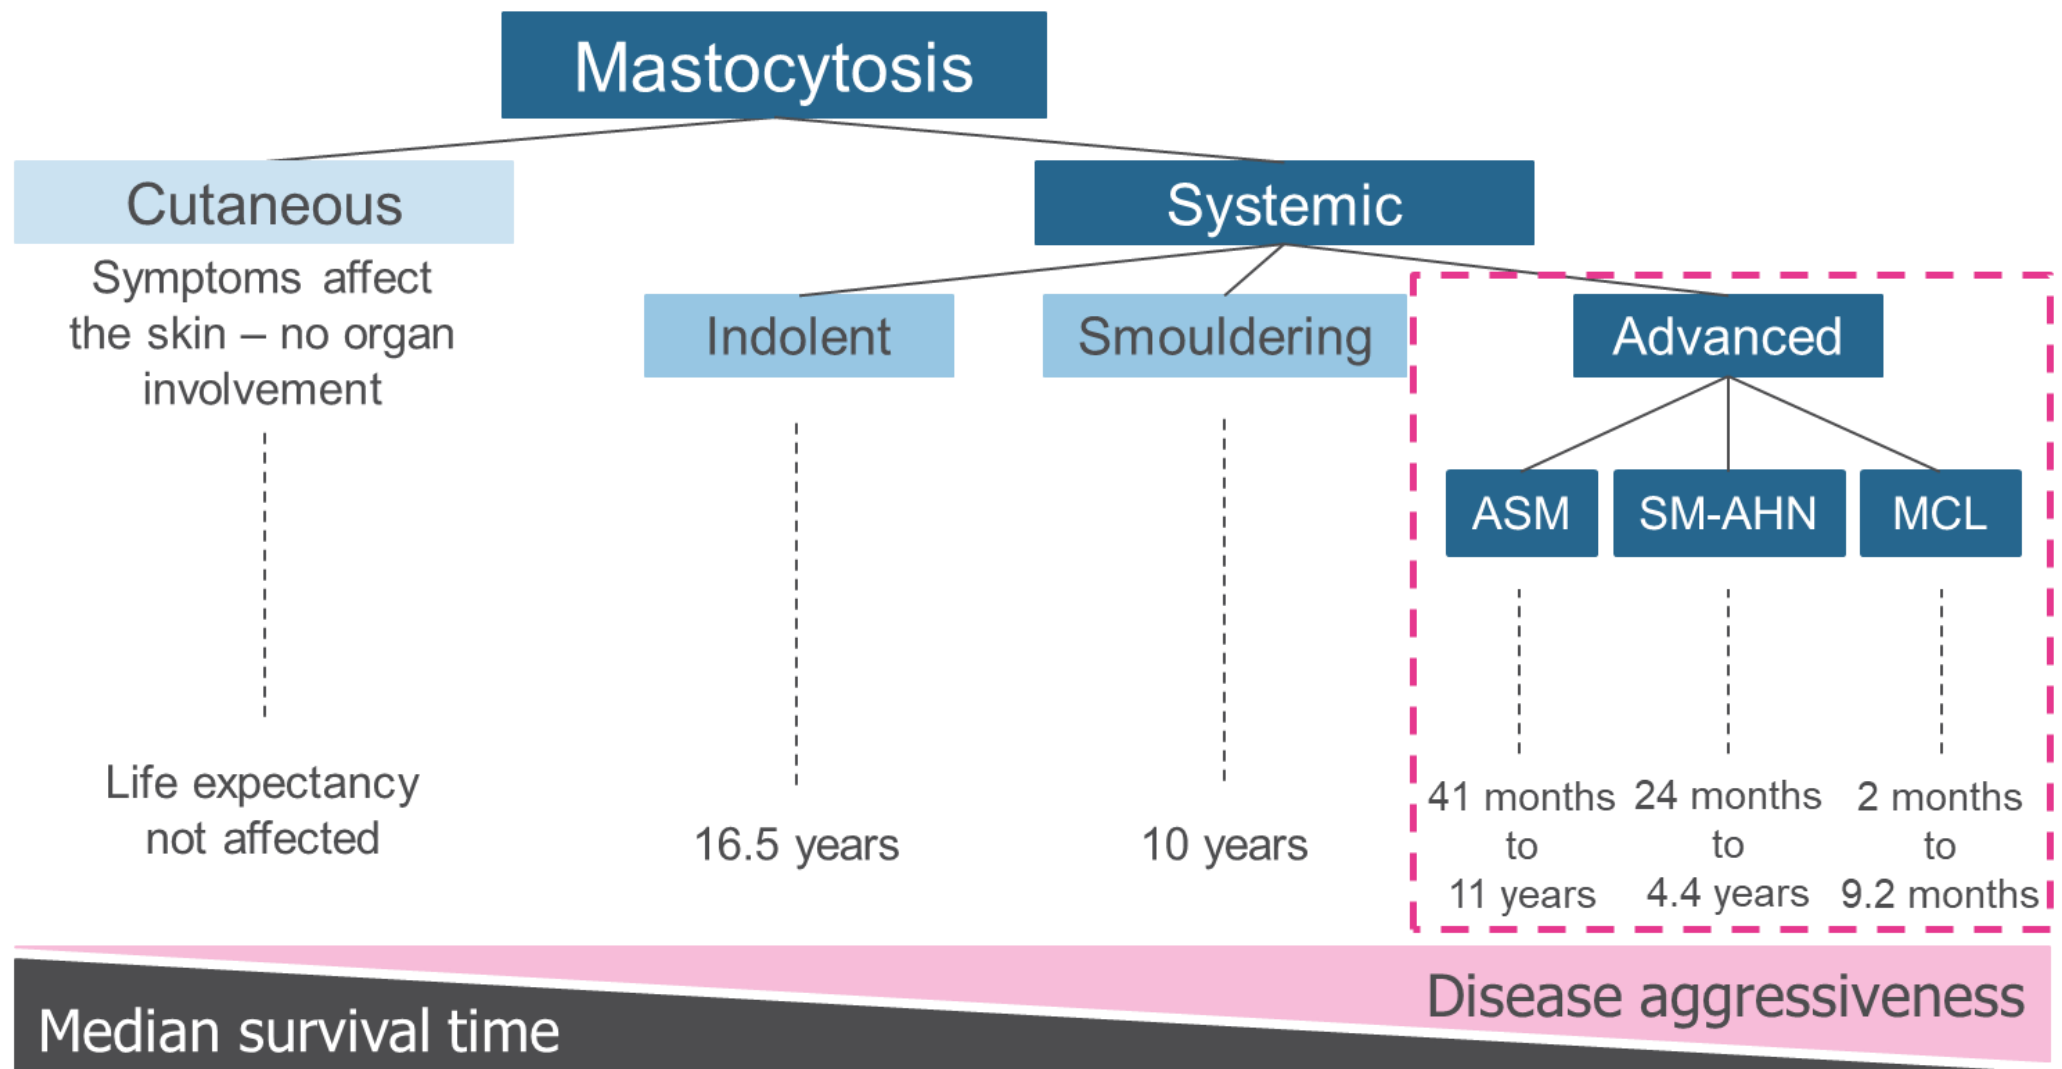 Mastocytosis
Cutaneous
Symptoms affect
the skin – no organ
involvement
Life expectancy
not affected
Systemic
Indolent
16.5 years
Smouldering
10 years
Advanced
ASM
41 months
to
11 years
SM-AHN
24 months
to
4.4 years
MCL
2 months
to
9.2 months
Disease aggressiveness
Median survival time